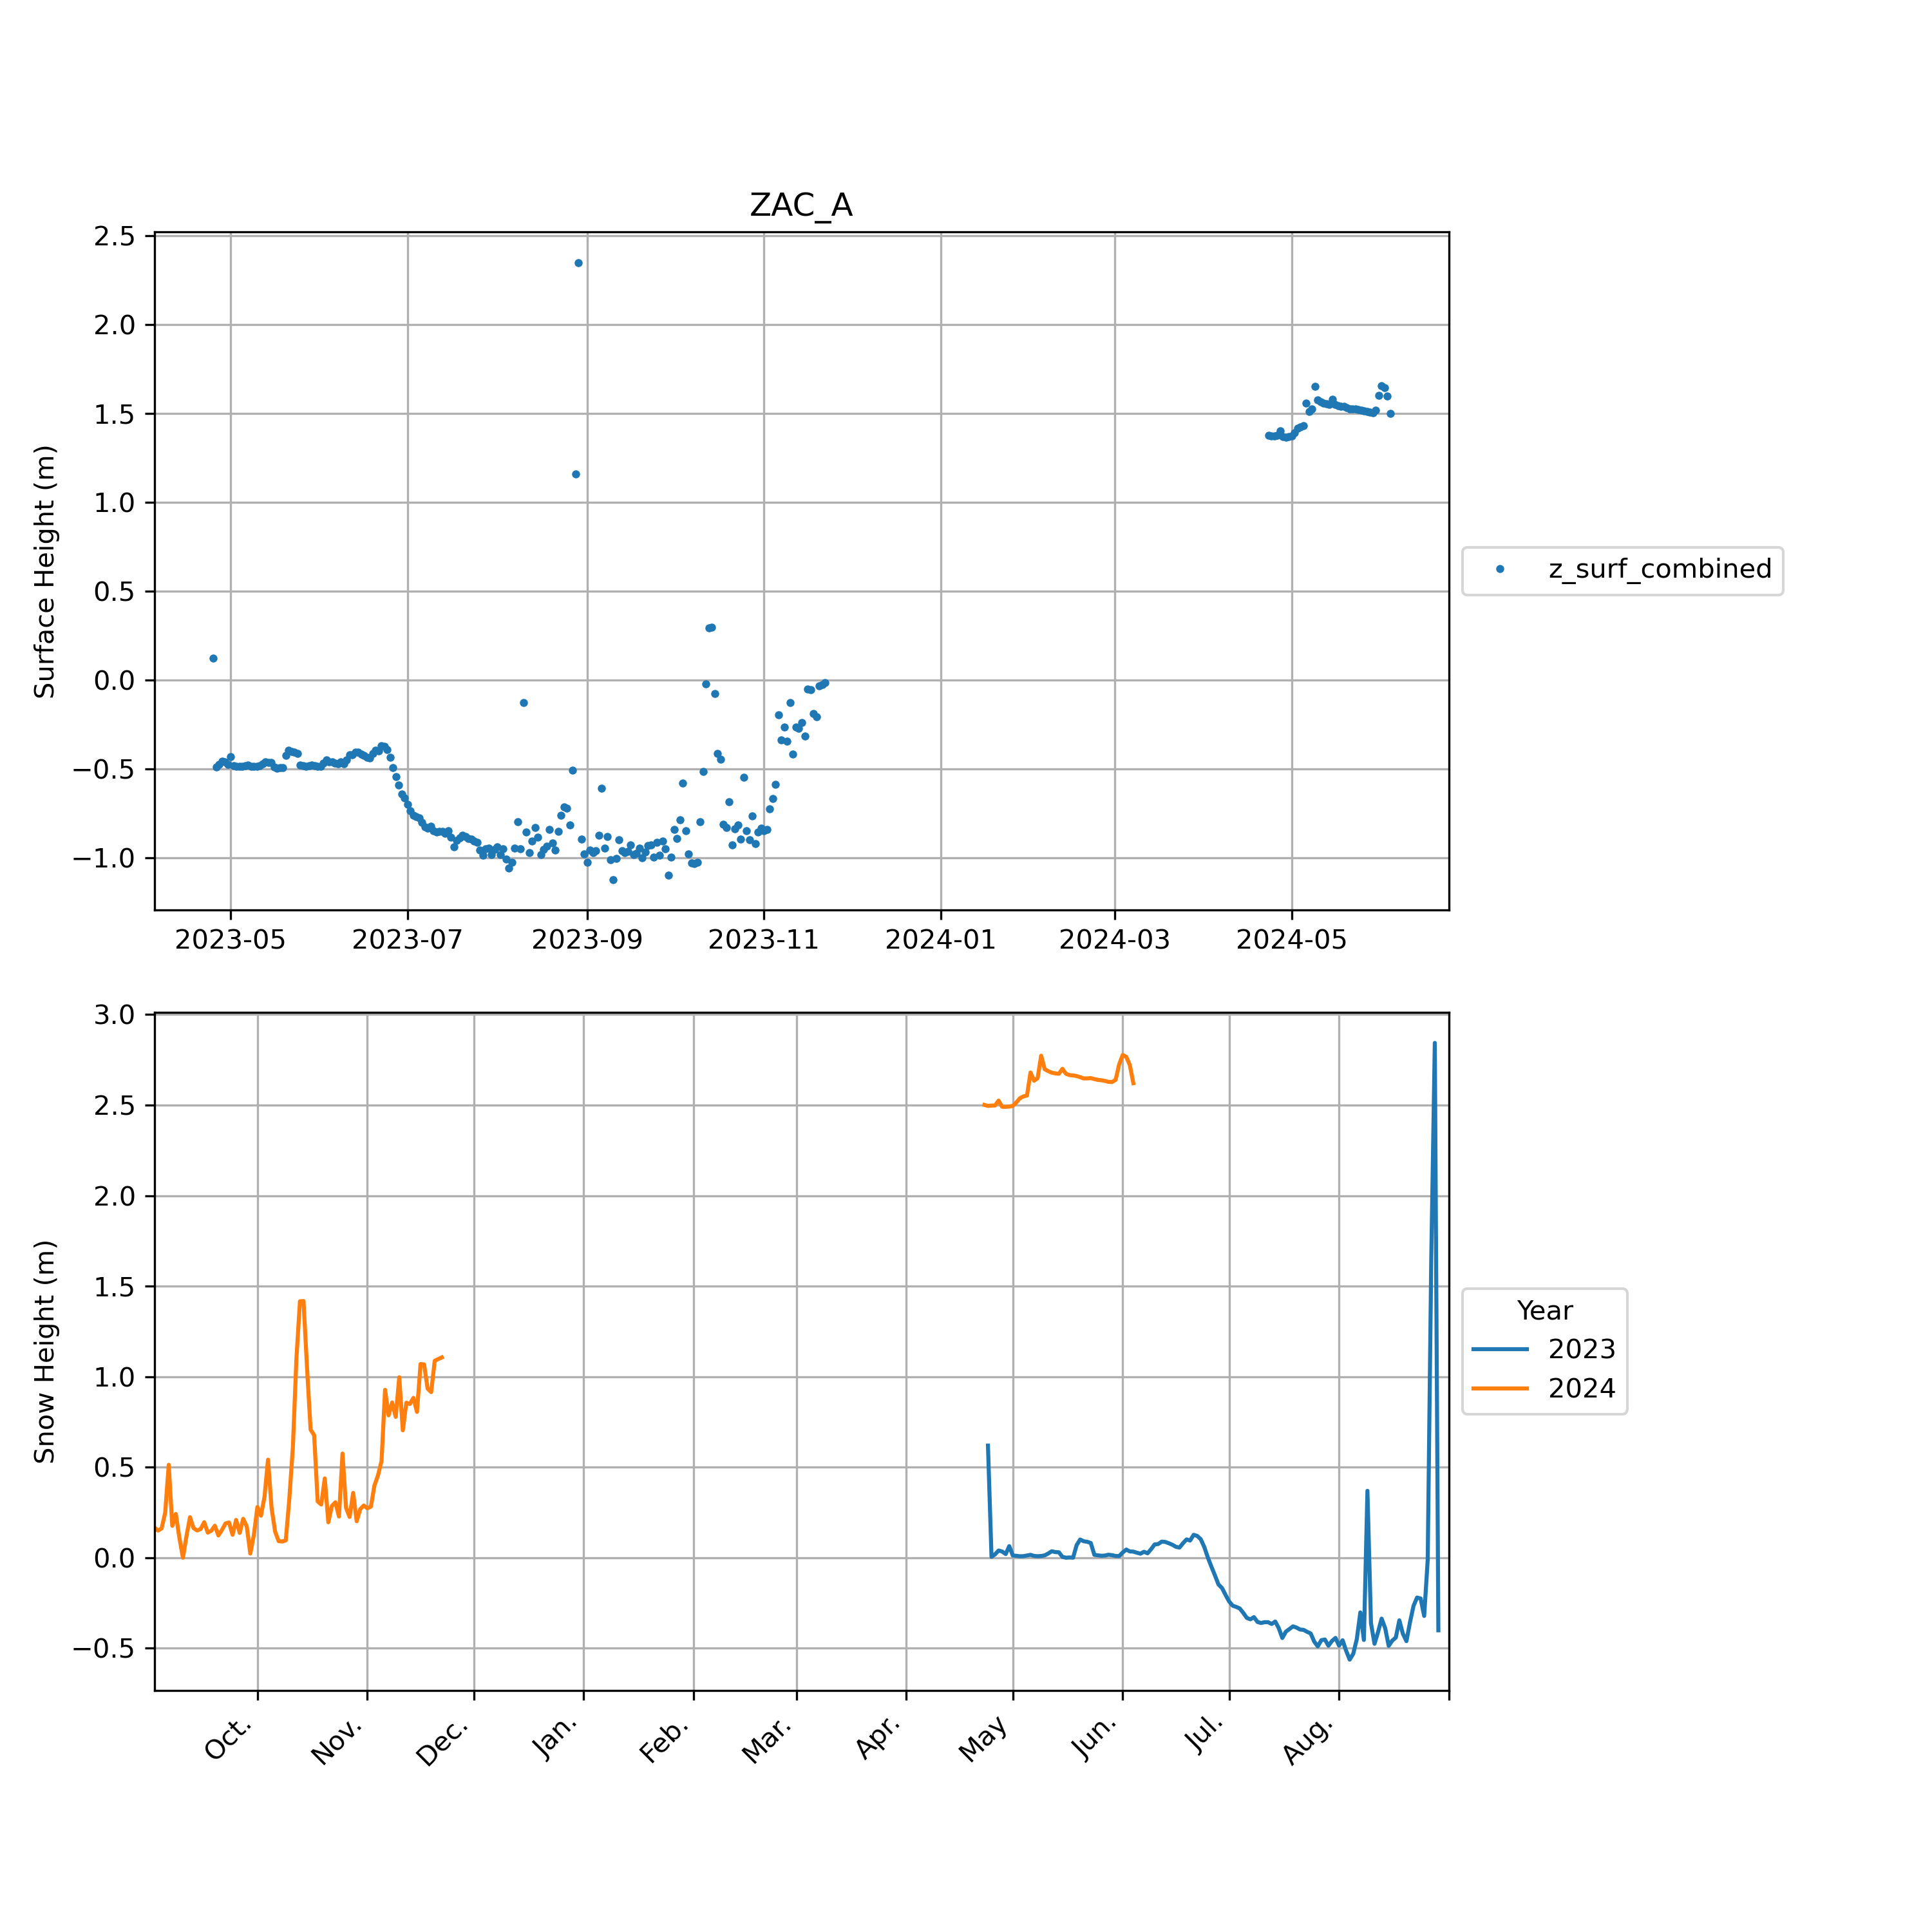 ZAC_A
2.5
2.0
1.5
1.0
0.5
0.0
−0.5
−1.0
Surface Height (m)
2023-05 2023-07 2023-09 2023-11 2024-01 2024-03 2024-05
z_surf_combined
3.0
2.5
2.0
1.5
1.0
0.5
0.0
−0.5
Snow Height (m)
Oct. Nov. Dec. Jan. Feb. Mar. Apr. May Jun. Jul. Aug.
Year
2023
2024